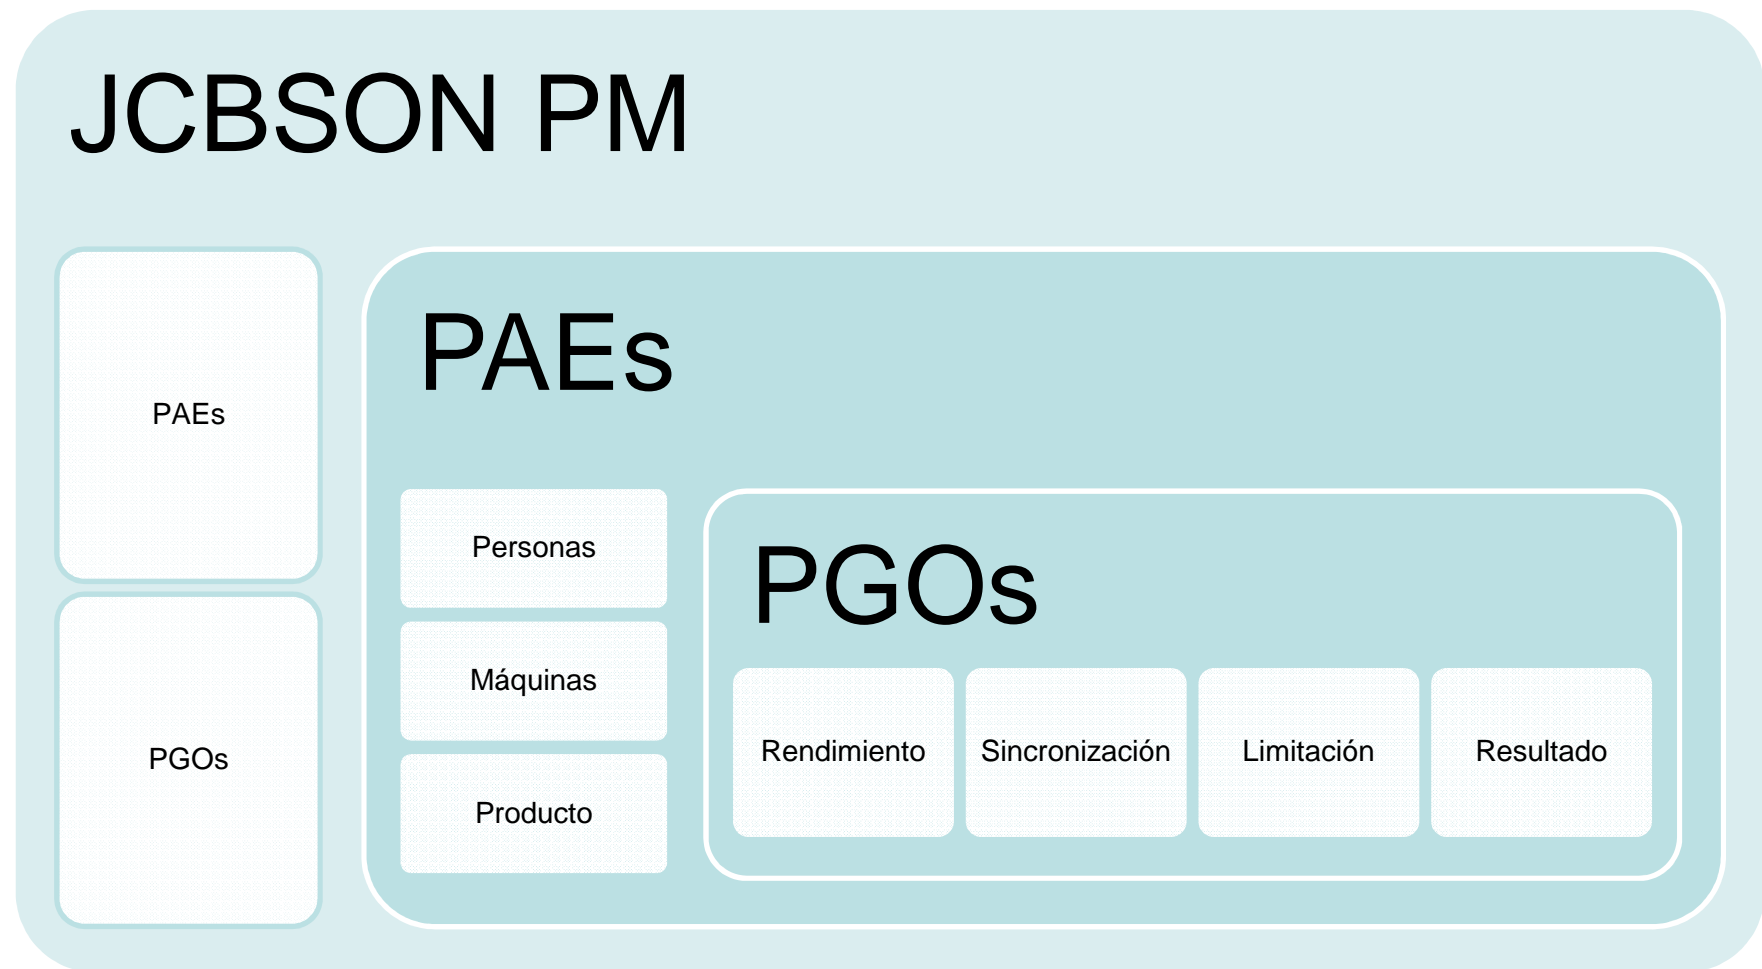 JCBSON PM
PAEs
PGOs
PAEs
Personas
Máquinas
Producto
PGOs
Rendimiento
Sincronización
Limitación
Resultado